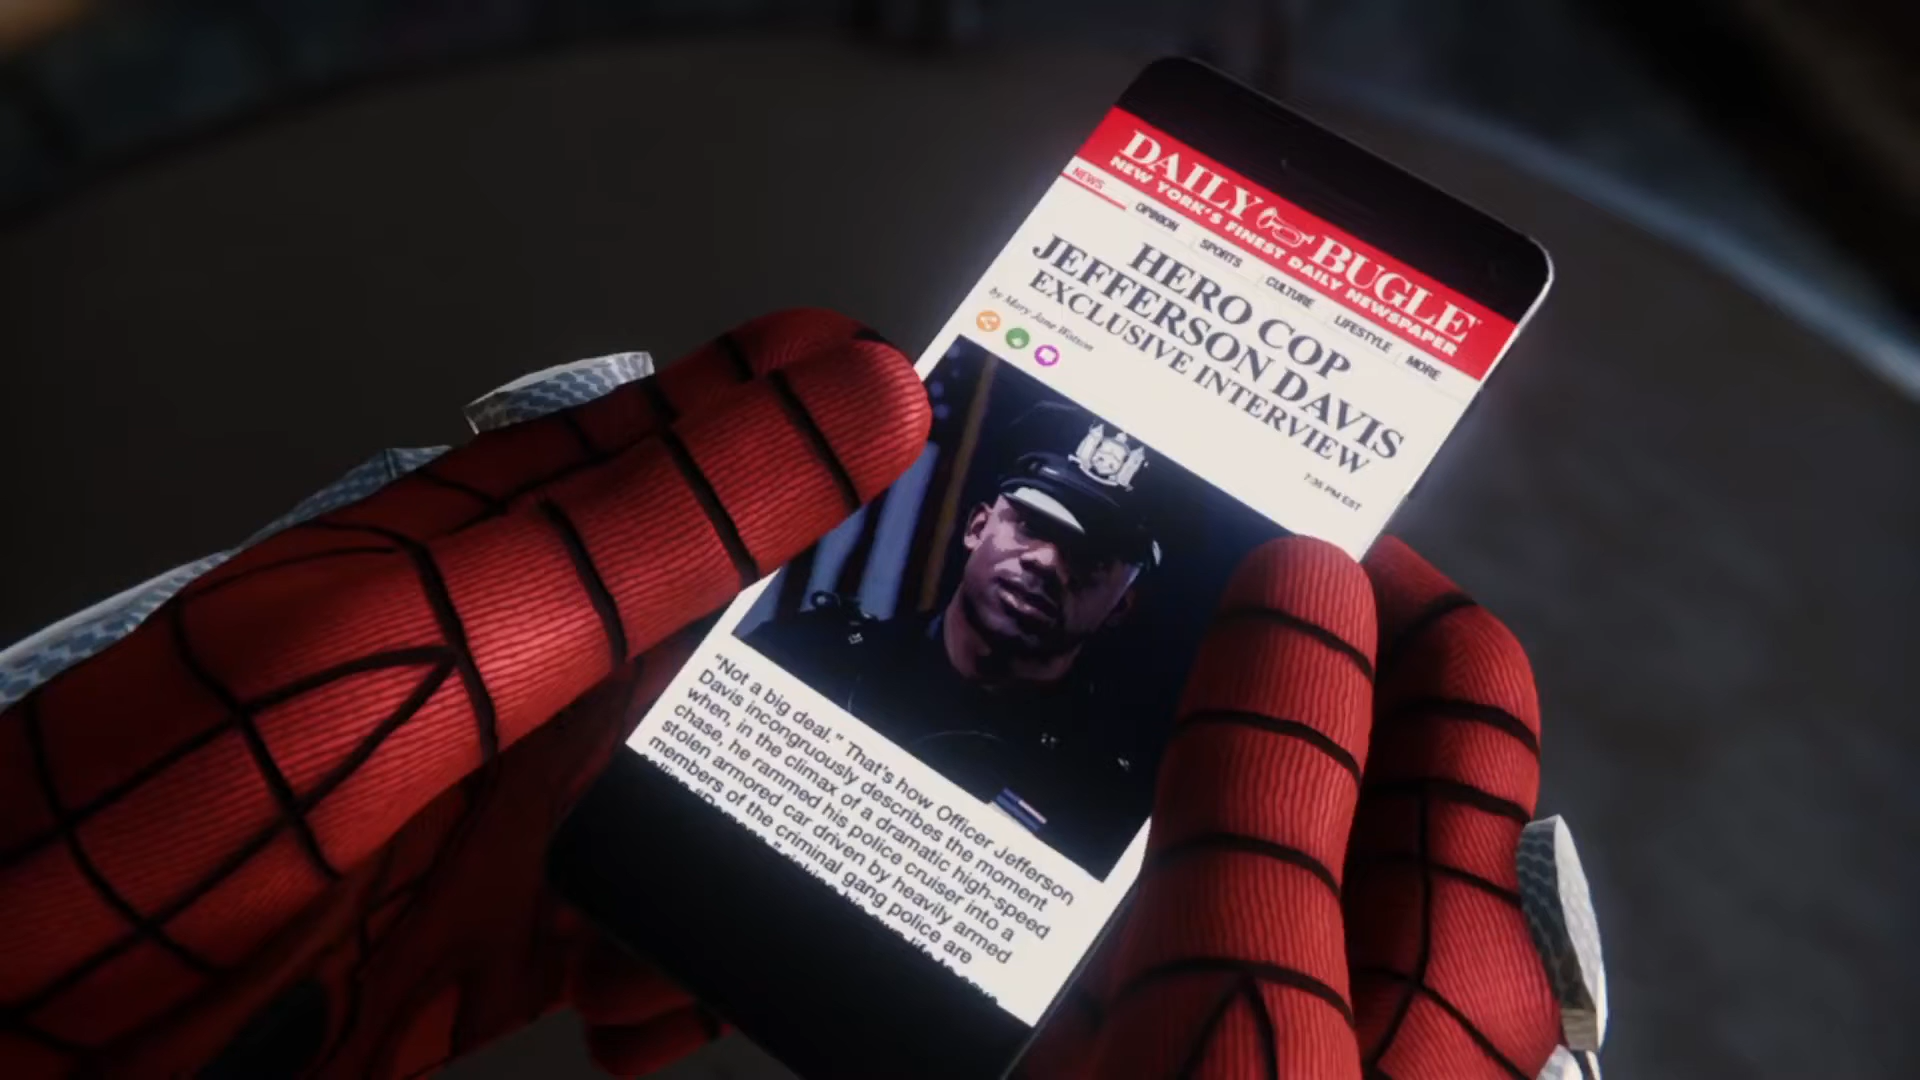 DAILY BUGLE
NEW YORK'S FINEST DAILY NEWSPAPER
NEWS
OPINION
SPORTS
CULTURE
LIFESTYLE
MORE
HERO COP
JEFFERSON DAVIS
EXCLUSIVE INTERVIEW
by Mary Jane Watson
7:35 PM EST
“Not a big deal.” That's how Officer Jefferson
Davis incongruously describes the moment
when, in the climax of a dramatic high-speed
chase, he rammed his police cruiser into a
stolen armored car driven by heavily armed
members of the criminal gang police are